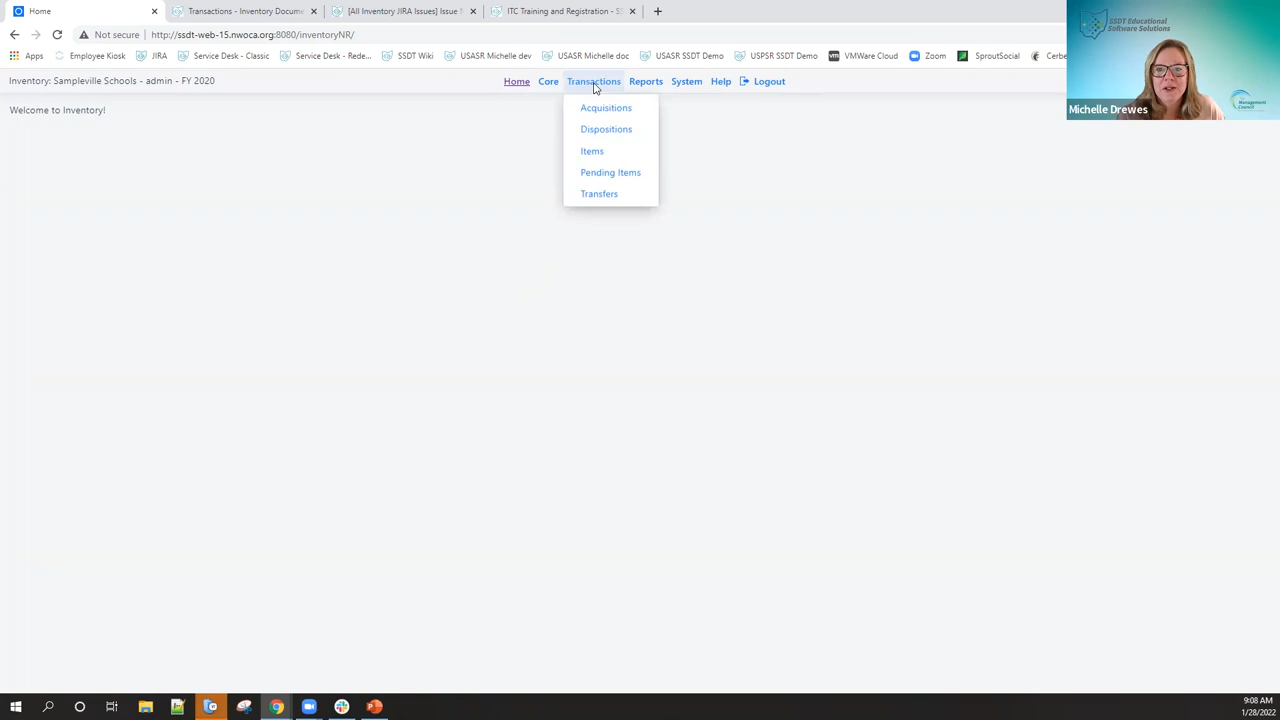 Home
Transactions - Inventory Docume
[All Inventory JIRA Issues] Issue
ITC Training and Registration - S
Not secure | http://ssdt-web-15.nwoca.org:8080/inventoryNR/
Apps Employee Kiosk JIRA Service Desk - Classic Service Desk - Rede... SSDT Wiki USASR Michelle dev USASR Michelle doc USASR SSDT Demo USPSR SSDT Demo VMWare Cloud Zoom SproutSocial Cerbe
Inventory: Sampleville Schools - admin - FY 2020
Home Core Transactions Reports System Help Logout
Welcome to Inventory!
Acquisitions
Dispositions
Items
Pending Items
Transfers
SSDT Educational
Software Solutions
Management
Council
Michelle Drewes
9:08 AM
1/28/2022